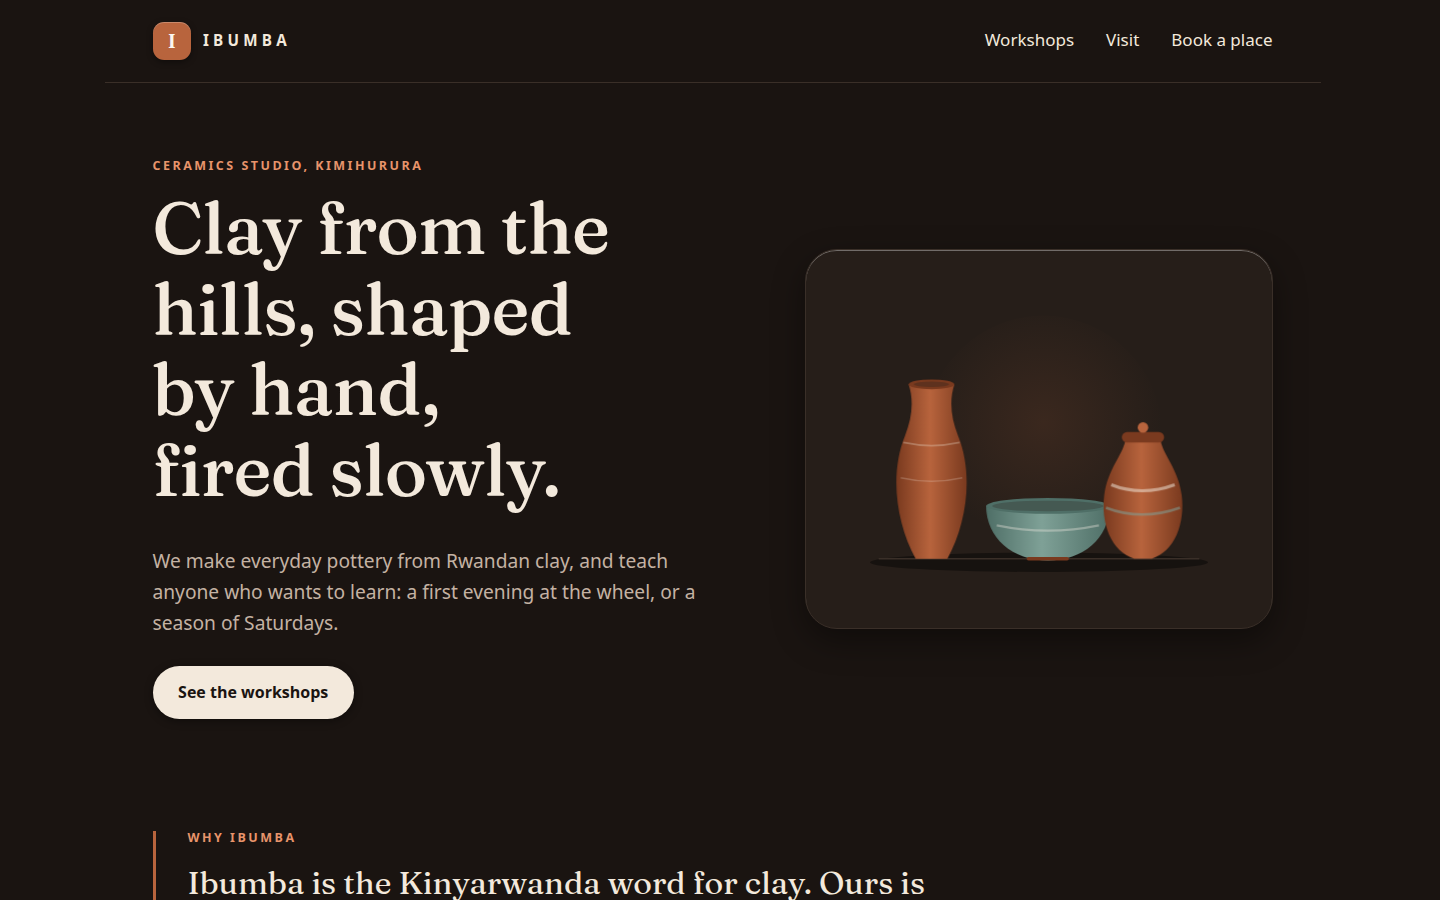 I IBUMBA
Workshops Visit Book a place
CERAMICS STUDIO, KIMIHURURA
Clay from the
hills, shaped
by hand,
fired slowly.
We make everyday pottery from Rwandan clay, and teach
anyone who wants to learn: a first evening at the wheel, or a
season of Saturdays.
See the workshops
WHY IBUMBA
Ibumba is the Kinyarwanda word for clay. Ours is